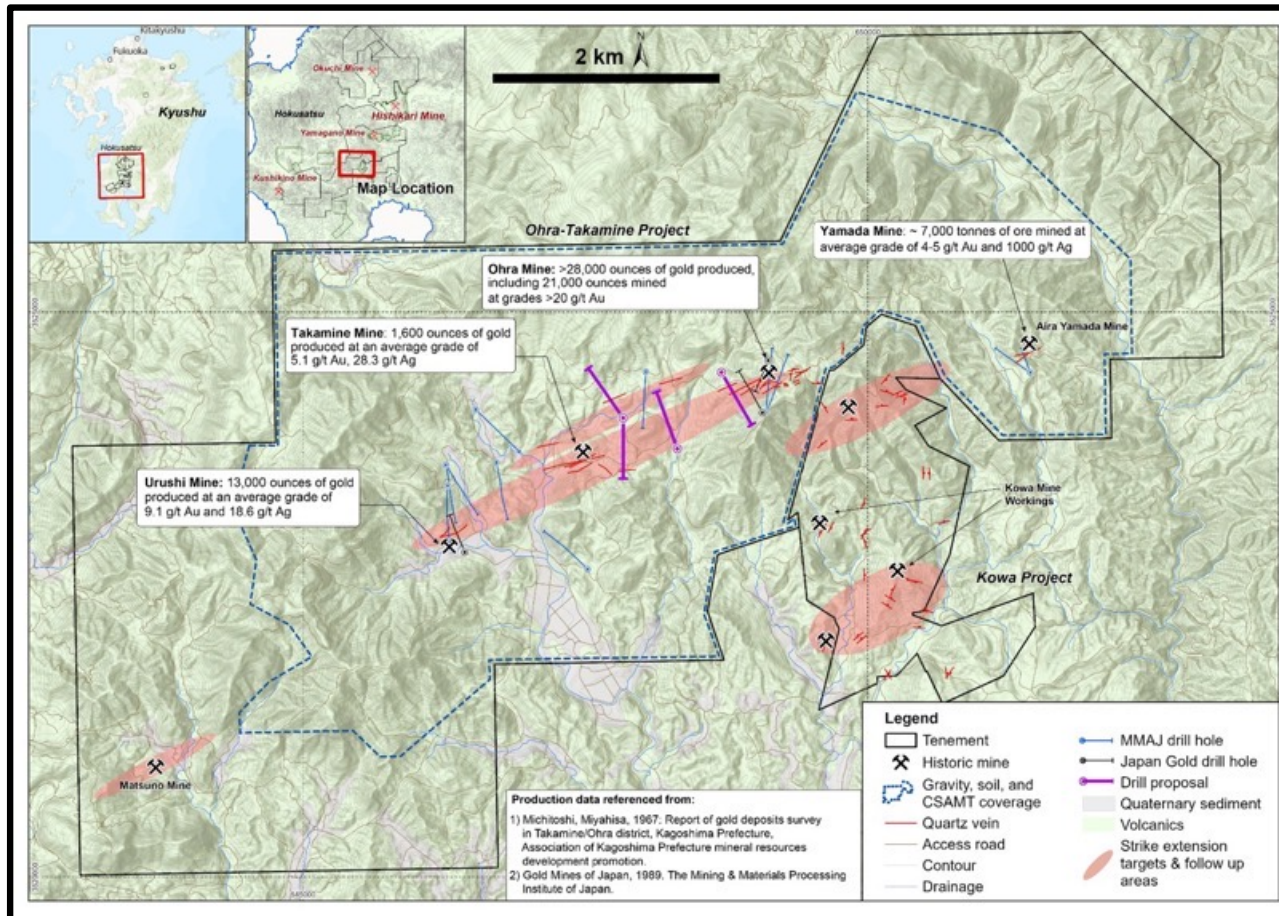 Kitakyushu
Fukuoka
Kyushu
Hokusatsu
Okuchi Mine
Hokusatsu
Hishikari Mine
Yamagano Mine
Kushikino Mine
Map Location
2 km
N
650000
Ohra-Takamine Project
Yamada Mine: ~ 7,000 tonnes of ore mined at
average grade of 4-5 g/t Au and 1000 g/t Ag
Ohra Mine: >28,000 ounces of gold produced,
including 21,000 ounces mined
at grades >20 g/t Au
Takamine Mine: 1,600 ounces of gold
produced at an average grade of
5.1 g/t Au, 28.3 g/t Ag
Aira Yamada Mine
Urushi Mine: 13,000 ounces of gold
produced at an average grade of
9.1 g/t Au and 18.6 g/t Ag
Kowa Mine
Workings
Kowa Project
Matsuno Mine
Production data referenced from:
1) Michitoshi, Miyahisa, 1967: Report of gold deposits survey
in Takamine/Ohra district, Kagoshima Prefecture,
Association of Kagoshima Prefecture mineral resources
development promotion.
2) Gold Mines of Japan, 1989. The Mining & Materials Processing
Institute of Japan.
Legend
Tenement
Historic mine
Gravity, soil, and
CSAMT coverage
Quartz vein
Access road
Contour
Drainage
MMAJ drill hole
Japan Gold drill hole
Drill proposal
Quaternary sediment
Volcanics
Strike extension
targets & follow up
areas